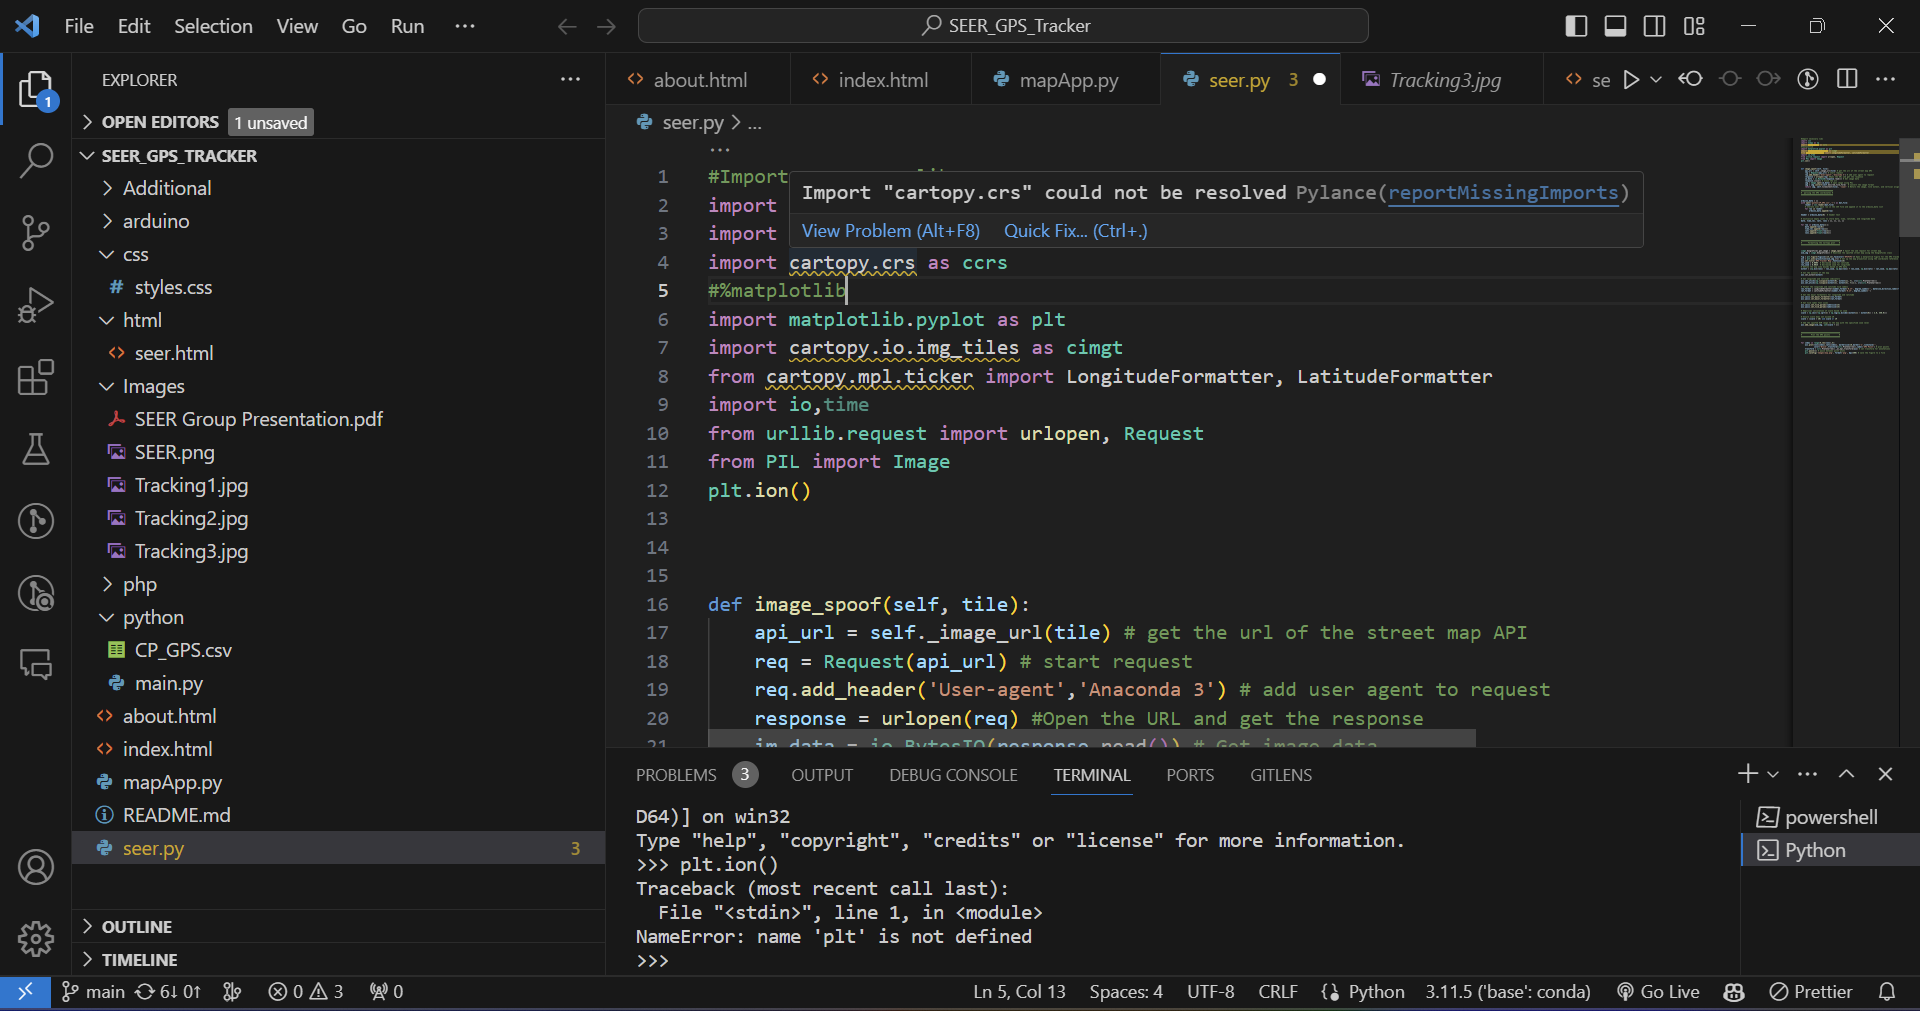 File Edit Selection View Go Run ···
SEER_GPS_Tracker
EXPLORER
OPEN EDITORS 1 unsaved
SEER_GPS_TRACKER
Additional
arduino
css
# styles.css
html
seer.html
Images
SEER Group Presentation.pdf
SEER.png
Tracking1.jpg
Tracking2.jpg
Tracking3.jpg
php
python
CP_GPS.csv
main.py
about.html
index.html
mapApp.py
README.md
seer.py 3
OUTLINE
TIMELINE
about.html index.html mapApp.py seer.py 3 Tracking3.jpg se
seer.py > ...
1 #Import
Import "cartopy.crs" could not be resolved Pylance(reportMissingImports)
View Problem (Alt+F8) Quick Fix... (Ctrl+.)
2 import
3 import
4 import cartopy.crs as ccrs
5 #%matplotlib
6 import matplotlib.pyplot as plt
7 import cartopy.io.img_tiles as cimgt
8 from cartopy.mpl.ticker import LongitudeFormatter, LatitudeFormatter
9 import io,time
10 from urllib.request import urlopen, Request
11 from PIL import Image
12 plt.ion()
13
14
15
16 def image_spoof(self, tile):
17 api_url = self._image_url(tile) # get the url of the street map API
18 req = Request(api_url) # start request
19 req.add_header('User-agent','Anaconda 3') # add user agent to request
20 response = urlopen(req) #Open the URL and get the response
21 im_data = io.BytesIO(response.read()) # Get image data
PROBLEMS 3 OUTPUT DEBUG CONSOLE TERMINAL PORTS GITLENS
D64)] on win32
Type "help", "copyright", "credits" or "license" for more information.
>>> plt.ion()
Traceback (most recent call last):
File "<stdin>", line 1, in <module>
NameError: name 'plt' is not defined
>>>
powershell
Python
main 6↓ 0↑ 0 3 0 Ln 5, Col 13 Spaces: 4 UTF-8 CRLF Python 3.11.5 ('base': conda) Go Live Prettier